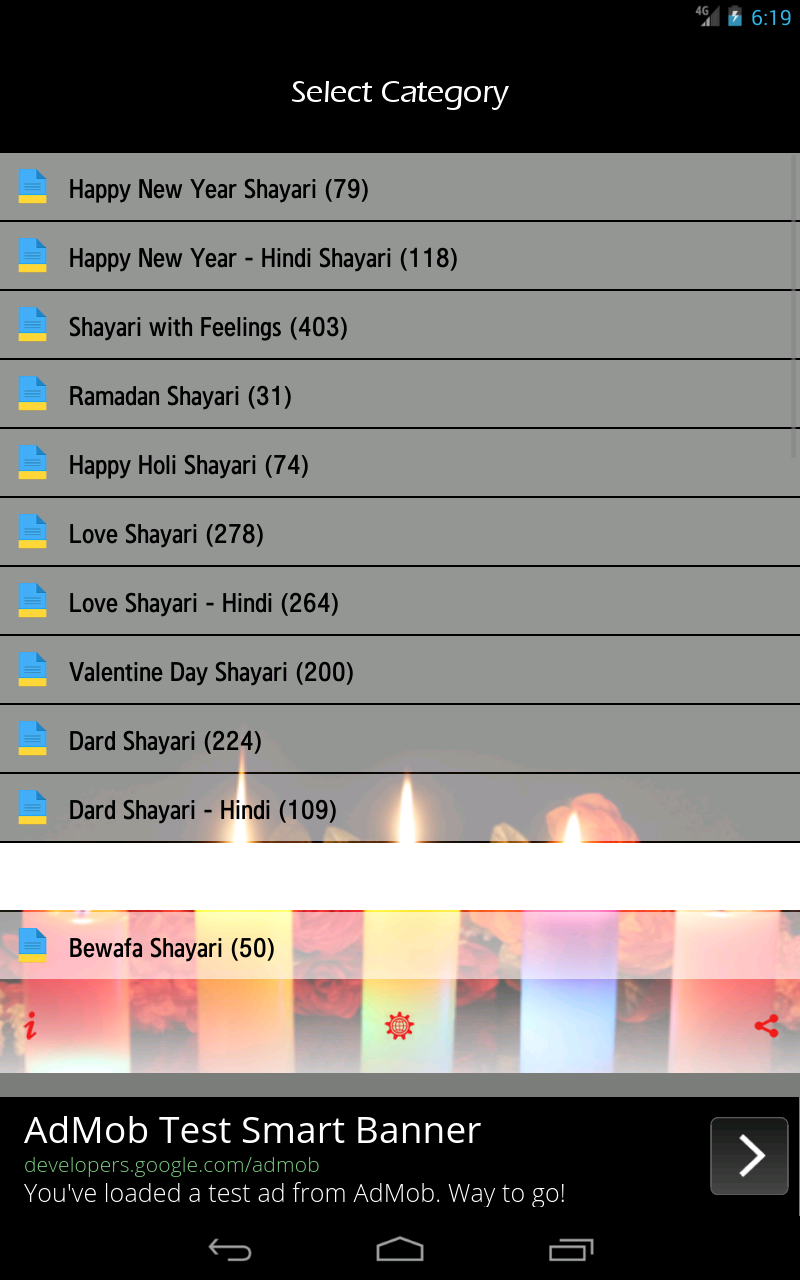 4G 6:19
Select Category
Happy New Year Shayari (79)
Happy New Year - Hindi Shayari (118)
Shayari with Feelings (403)
Ramadan Shayari (31)
Happy Holi Shayari (74)
Love Shayari (278)
Love Shayari - Hindi (264)
Valentine Day Shayari (200)
Dard Shayari (224)
Dard Shayari - Hindi (109)
Bewafa Shayari (50)
i
AdMob Test Smart Banner
developers.google.com/admob
You've loaded a test ad from AdMob. Way to go!